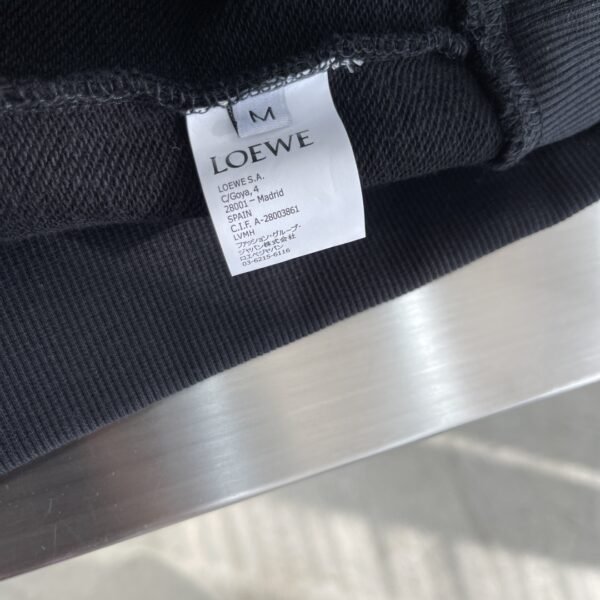 M
LOEWE
LOEWE S.A.
C/Goya, 4
28001 – Madrid
SPAIN
C.I.F. A-28003861
LVMH
ファッション・グループ・
ジャパン株式会社
ロエベジャパン
03-6215-6116